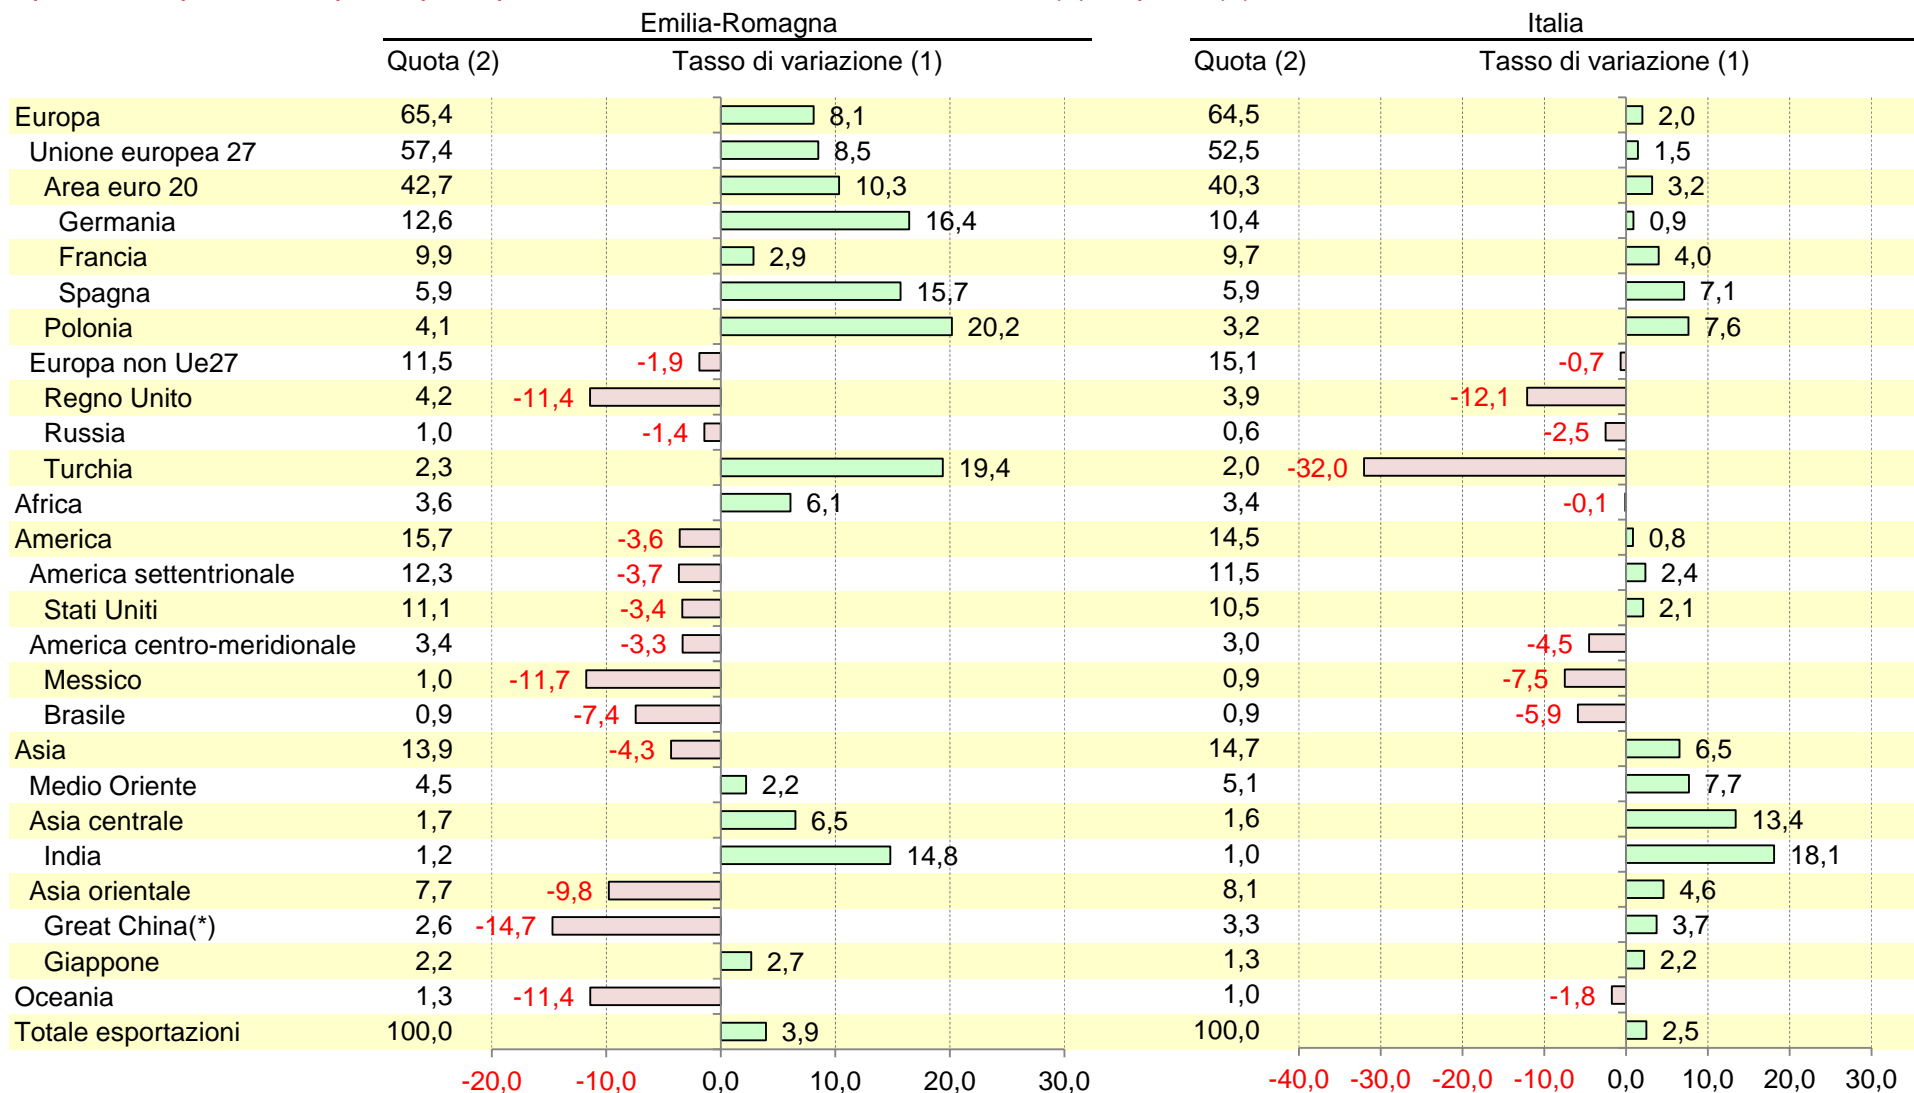 Emilia-Romagna Italia
Quota (2) Tasso di variazione (1) Quota (2) Tasso di variazione (1)
Europa 65,4 8,1 64,5 2,0
Unione europea 27 57,4 8,5 52,5 1,5
Area euro 20 42,7 10,3 40,3 3,2
Germania 12,6 16,4 10,4 0,9
Francia 9,9 2,9 9,7 4,0
Spagna 5,9 15,7 5,9 7,1
Polonia 4,1 20,2 3,2 7,6
Europa non Ue27 11,5 -1,9 15,1 -0,7
Regno Unito 4,2 -11,4 3,9 -12,1
Russia 1,0 -1,4 0,6 -2,5
Turchia 2,3 19,4 2,0 -32,0
Africa 3,6 6,1 3,4 -0,1
America 15,7 -3,6 14,5 0,8
America settentrionale 12,3 -3,7 11,5 2,4
Stati Uniti 11,1 -3,4 10,5 2,1
America centro-meridionale 3,4 -3,3 3,0 -4,5
Messico 1,0 -11,7 0,9 -7,5
Brasile 0,9 -7,4 0,9 -5,9
Asia 13,9 -4,3 14,7 6,5
Medio Oriente 4,5 2,2 5,1 7,7
Asia centrale 1,7 6,5 1,6 13,4
India 1,2 14,8 1,0 18,1
Asia orientale 7,7 -9,8 8,1 4,6
Great China(*) 2,6 -14,7 3,3 3,7
Giappone 2,2 2,7 1,3 2,2
Oceania 1,3 -11,4 1,0 -1,8
Totale esportazioni 100,0 3,9 100,0 2,5
-20,0 -10,0 0,0 10,0 20,0 30,0 -40,0 -30,0 -20,0 -10,0 0,0 10,0 20,0 30,0